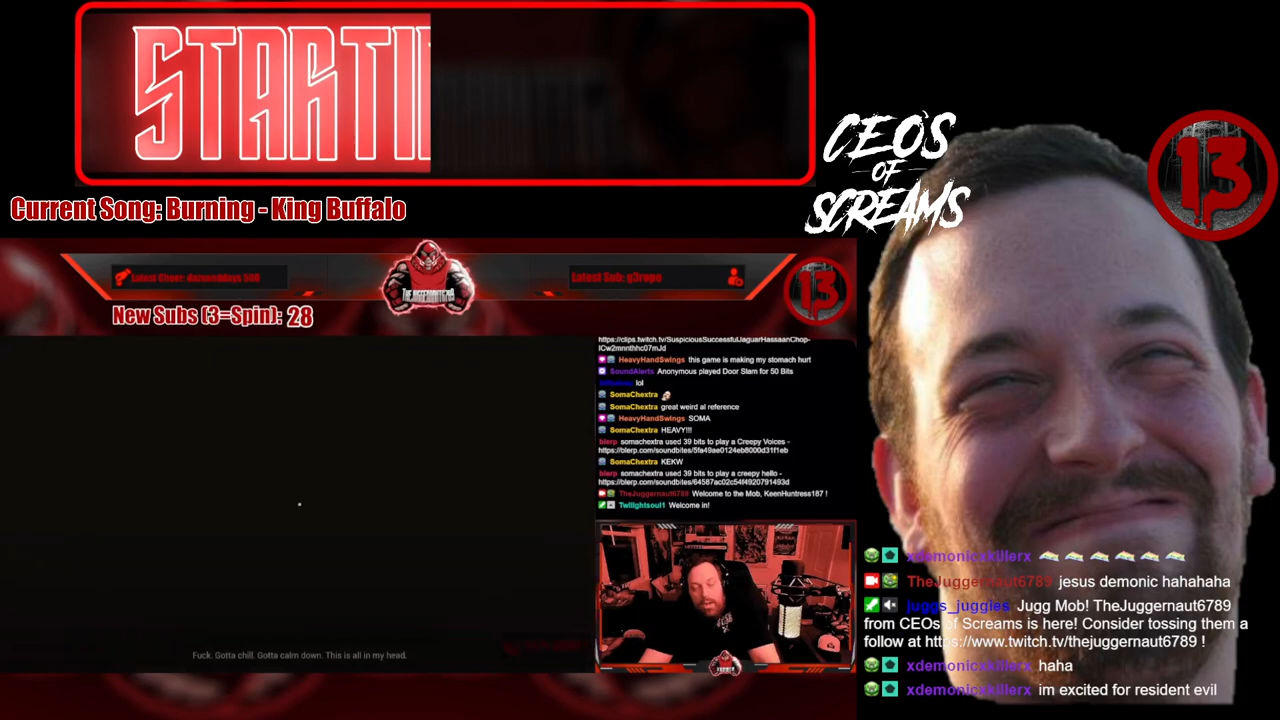 STARTI
CEO'S
OF
SCREAMS
13
Current Song: Burning - King Buffalo
Latest Sub: g3rapo
13
New Subs (3=Spin): 28
https://clips.twitch.tv/SuspiciousSuccessfulJaguarHassaanChop-
HeavyHandSwings this game is making my stomach hurt
SoundAlerts Anonymous played Door Slam for 50 Bits
lol
SomaChextra
SomaChextra great weird al reference
HeavyHandSwings SOMA
SomaChextra HEAVY!!!
blerp somachextra used 39 bits to play a Creepy Voices -
https://blerp.com/soundbites/5fa49ae0124eb8000d31f1eb
SomaChextra KEKW
blerp somachextra used 39 bits to play a creepy hello -
https://blerp.com/soundbites/64587ac02c54f4920791493d
TheJuggernaut6789 Welcome to the Mob, KeenHuntress187 !
Twilightsoul1 Welcome in!
Fuck. Gotta chill. Gotta calm down. This is all in my head.
xdemonicxkillerx
TheJuggernaut6789 jesus demonic hahahaha
juggs_juggies Jugg Mob! TheJuggernaut6789
from CEOs of Screams is here! Consider tossing them a
follow at https://www.twitch.tv/thejuggernaut6789 !
xdemonicxkillerx haha
xdemonicxkillerx im excited for resident evil